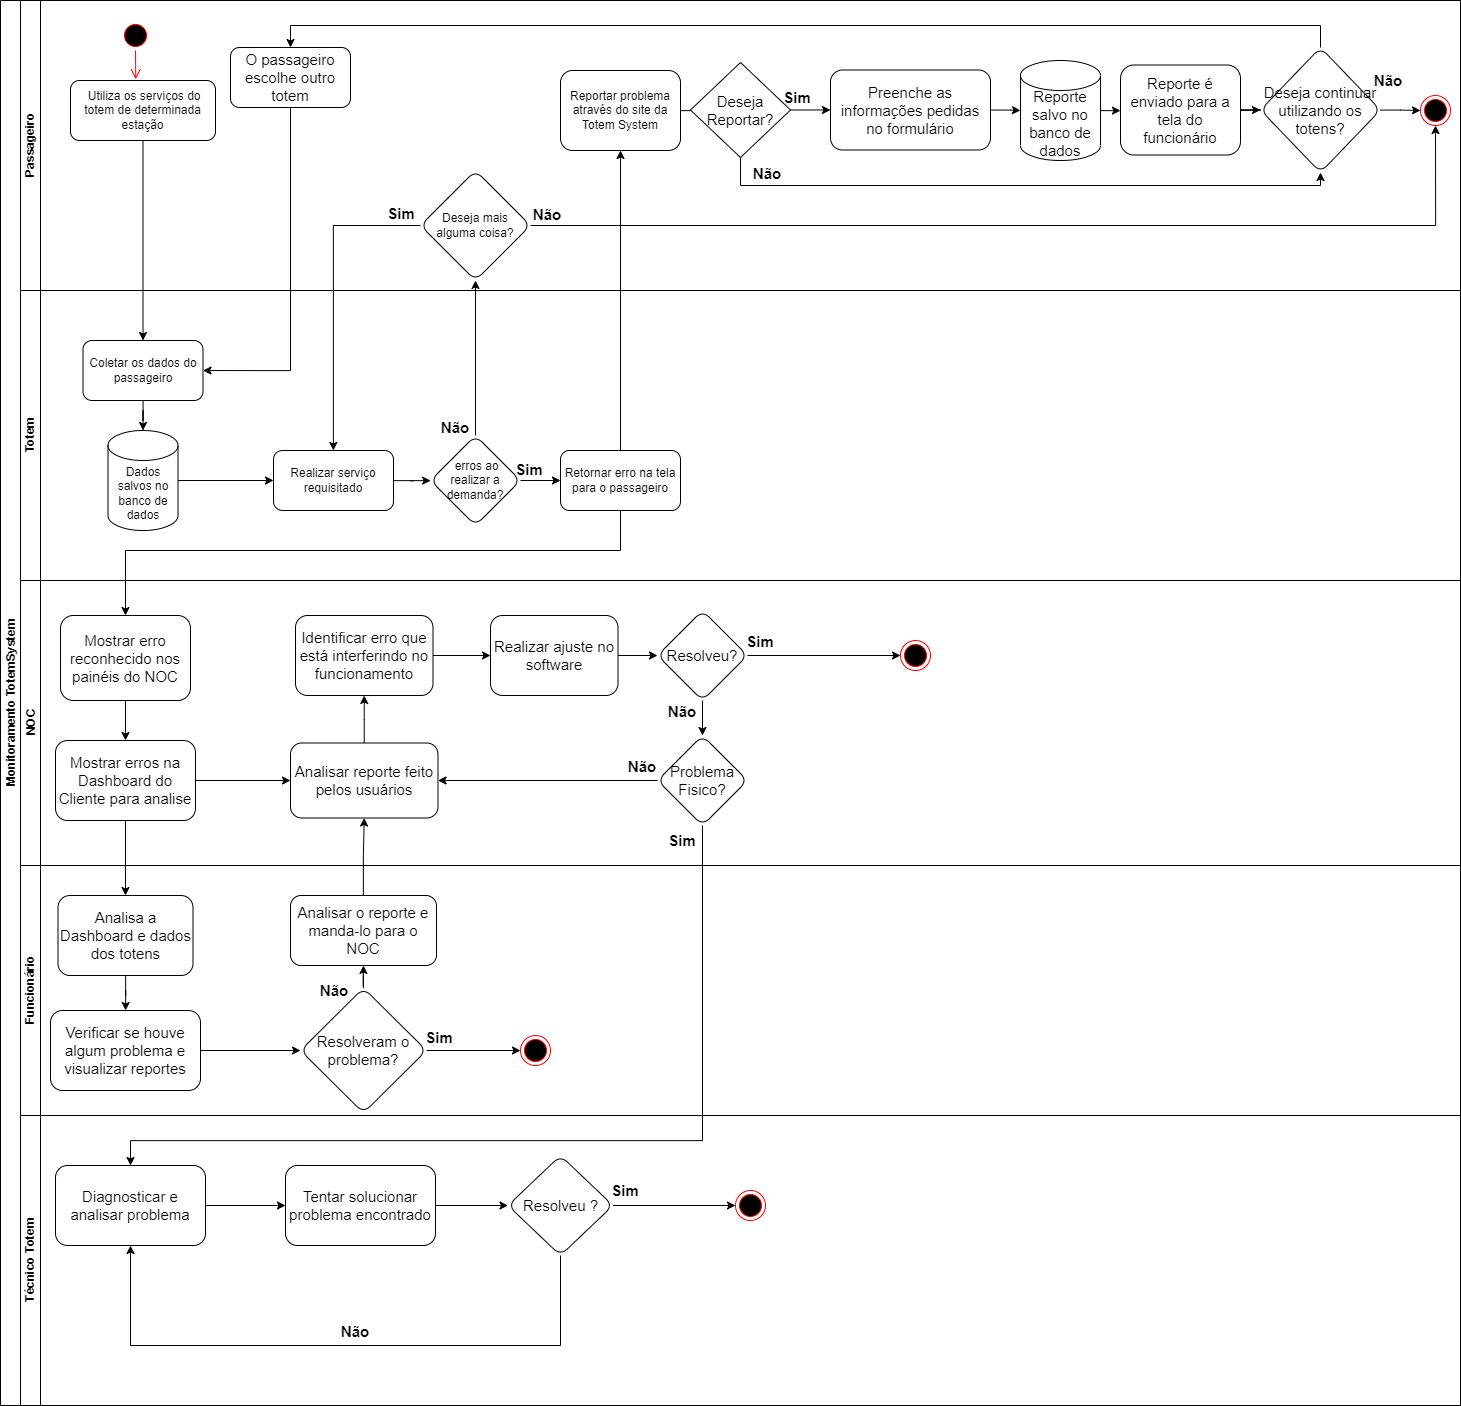 Monitoramento TotemSystem
Passageiro
Utiliza os serviços do
totem de determinada
estação
O passageiro
escolhe outro
totem
Reportar problema
através do site da
Totem System
Deseja
Reportar?
Sim
Não
Preenche as
informações pedidas
no formulário
Reporte
salvo no
banco de
dados
Reporte é
enviado para a
tela do
funcionário
Deseja continuar
utilizando os
totens?
Não
Deseja mais
alguma coisa?
Sim
Não
Totem
Coletar os dados do
passageiro
Dados
salvos no
banco de
dados
Realizar serviço
requisitado
Não
erros ao
realizar a
demanda?
Sim
Retornar erro na tela
para o passageiro
NOC
Mostrar erro
reconhecido nos
painéis do NOC
Identificar erro que
está interferindo no
funcionamento
Realizar ajuste no
software
Resolveu?
Sim
Não
Mostrar erros na
Dashboard do
Cliente para analise
Analisar reporte feito
pelos usuários
Não
Problema
Fisico?
Sim
Funcionário
Analisa a
Dashboard e dados
dos totens
Analisar o reporte e
manda-lo para o
NOC
Não
Verificar se houve
algum problema e
visualizar reportes
Resolveram o
problema?
Sim
Técnico Totem
Diagnosticar e
analisar problema
Tentar solucionar
problema encontrado
Resolveu ?
Sim
Não